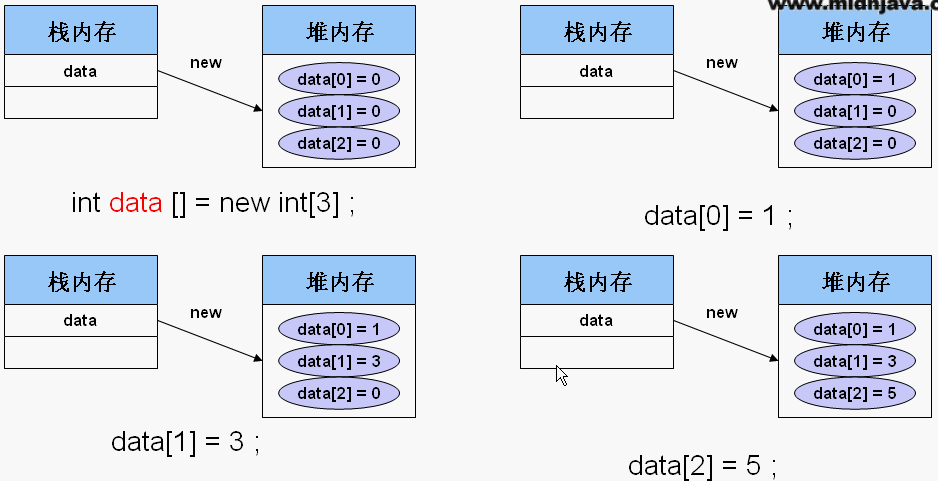 www.mldnjava.c
栈内存
堆内存
data
new
data[0] = 0
data[1] = 0
data[2] = 0
int data [] = new int[3] ;
栈内存
堆内存
data
new
data[0] = 1
data[1] = 0
data[2] = 0
data[0] = 1 ;
栈内存
堆内存
data
new
data[0] = 1
data[1] = 3
data[2] = 0
data[1] = 3 ;
栈内存
堆内存
data
new
data[0] = 1
data[1] = 3
data[2] = 5
data[2] = 5 ;